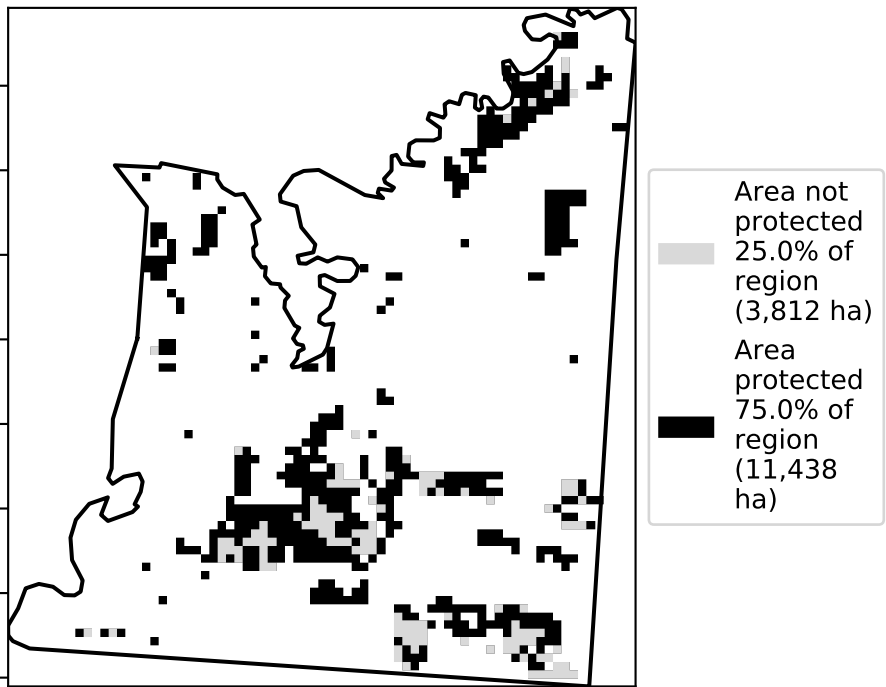 Area not
protected
25.0% of
region
(3,812 ha)
Area
protected
75.0% of
region
(11,438
ha)